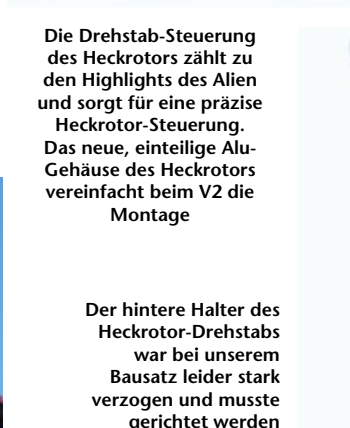 Die Drehstab-Steuerung
des Heckrotors zählt zu
den Highlights des Alien
und sorgt für eine präzise
Heckrotor-Steuerung.
Das neue, einteilige Alu-
Gehäuse des Heckrotors
vereinfacht beim V2 die
Montage
Der hintere Halter des
Heckrotor-Drehstabs
war bei unserem
Bausatz leider stark
verzogen und musste
gerichtet werden